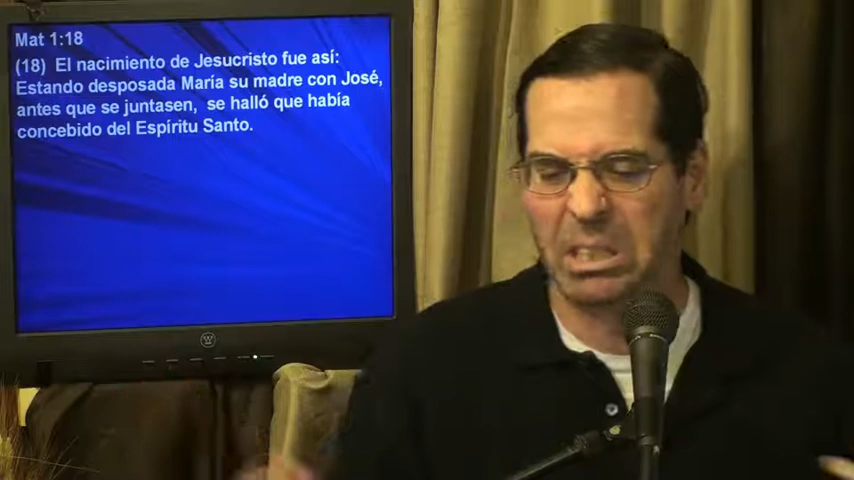 Mat 1:18
(18) El nacimiento de Jesucristo fue así:
Estando desposada María su madre con José,
antes que se juntasen, se halló que había
concebido del Espíritu Santo.